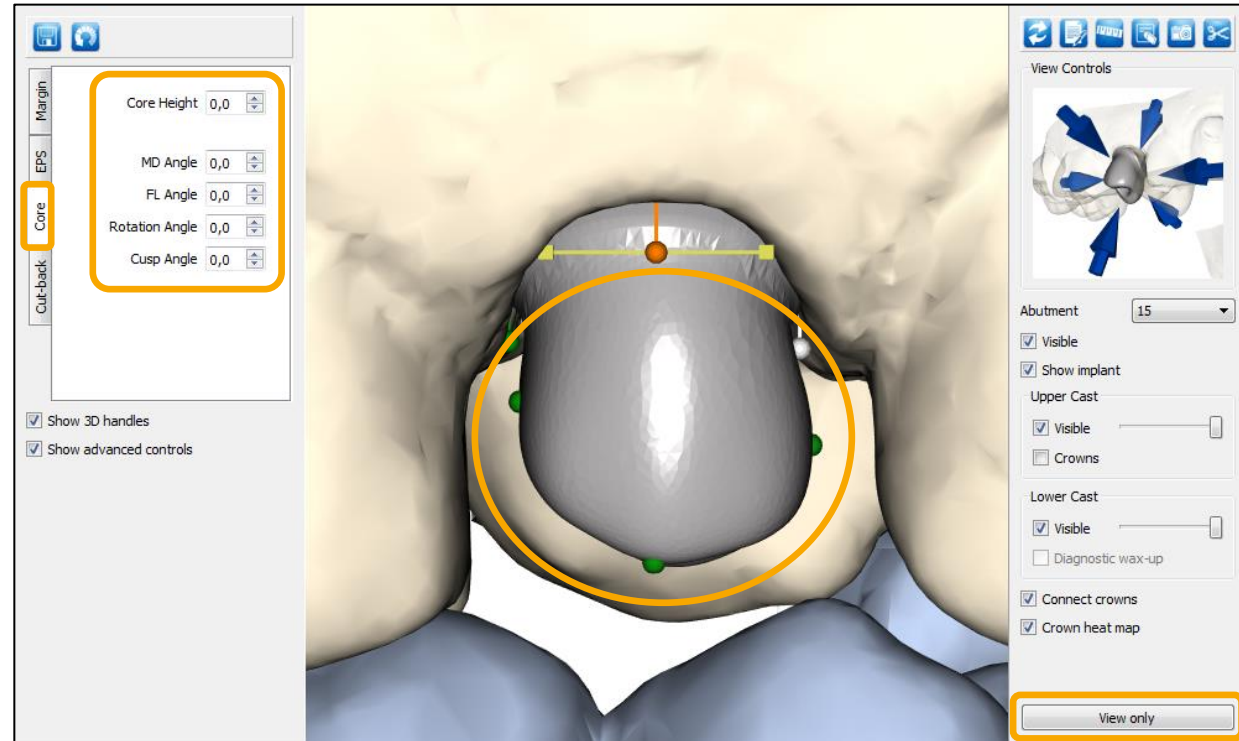 Margin
EPS
Core
Cut-back
Core Height 0,0
MD Angle 0,0
FL Angle 0,0
Rotation Angle 0,0
Cusp Angle 0,0
Show 3D handles
Show advanced controls
View Controls
Abutment 15
Visible
Show implant
Upper Cast
Visible
Crowns
Lower Cast
Visible
Diagnostic wax-up
Connect crowns
Crown heat map
View only